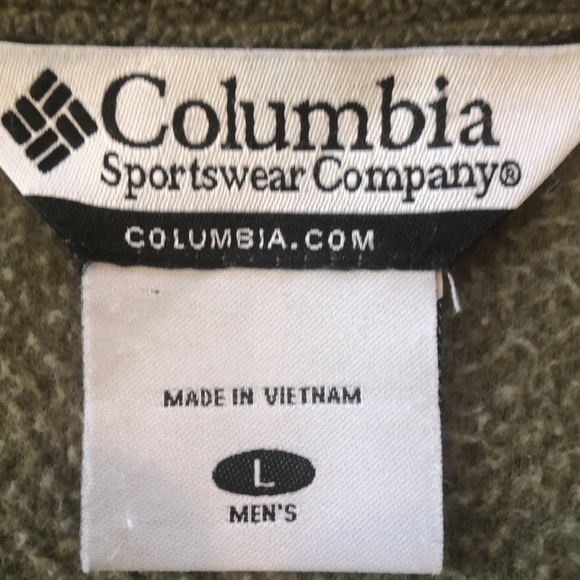 Columbia
Sportswear Company®
COLUMBIA.COM
MADE IN VIETNAM
L
MEN'S